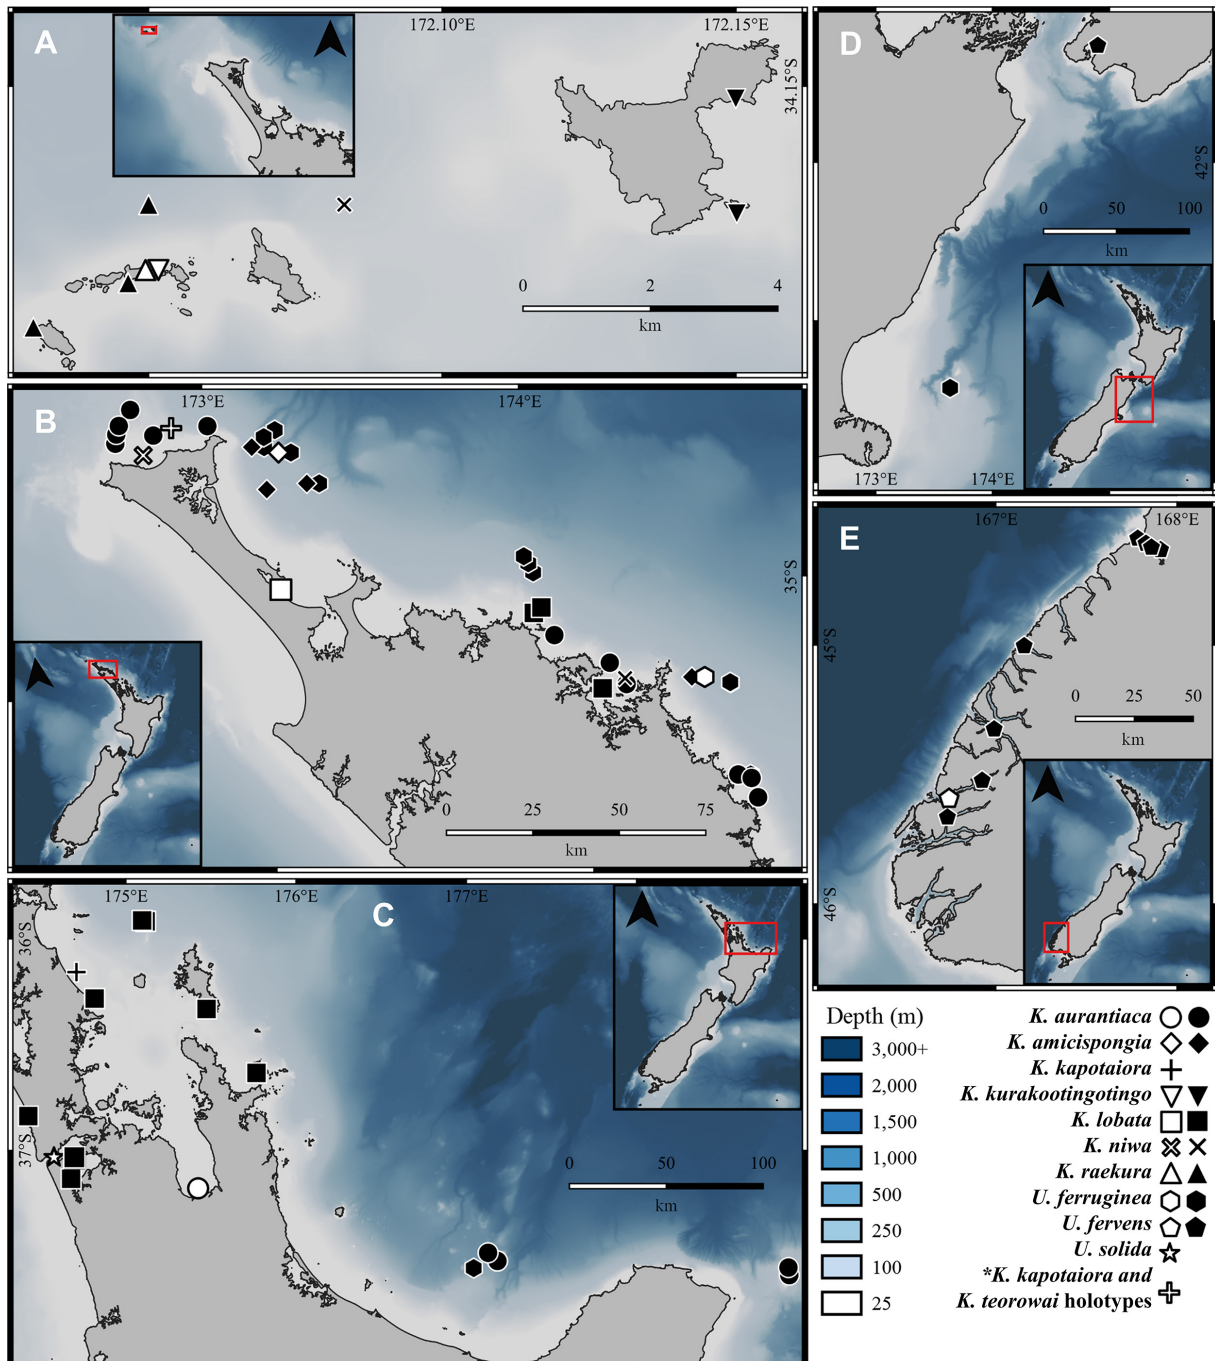 A
172.10°E
172.15°E
34.15°S
0
2
4
km
B
173°E
174°E
35°S
0
25
50
75
km
C
175°E
176°E
177°E
36°S
37°S
0
50
100
km
D
42°S
0
50
100
km
173°E
174°E
E
167°E
168°E
45°S
46°S
0
25
50
km
Depth (m)
3,000+
2,000
1,500
1,000
500
250
100
25
K. aurantiaca
K. amicispongia
K. kapotaiora
K. kurakootingotingo
K. lobata
K. niwa
K. raekura
U. ferruginea
U. fervens
U. solida
*K. kapotaiora and
K. teorowai holotypes